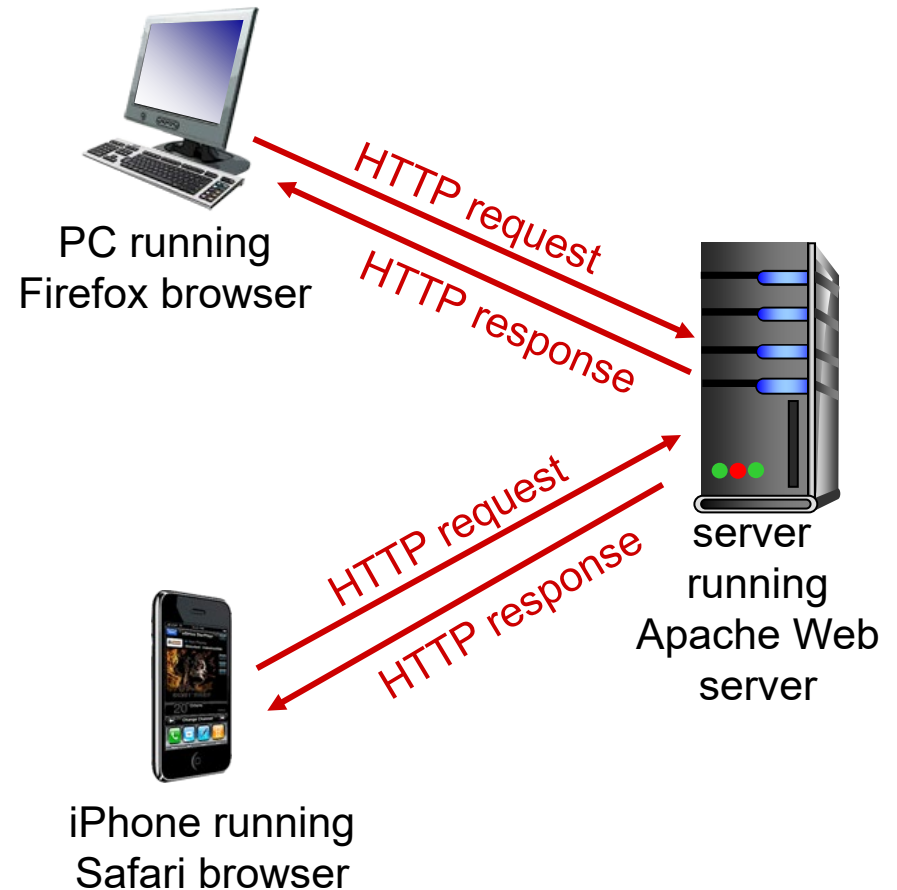 HTTP request
HTTP response
PC running
Firefox browser
HTTP request
HTTP response
server
running
Apache Web
server
iPhone running
Safari browser